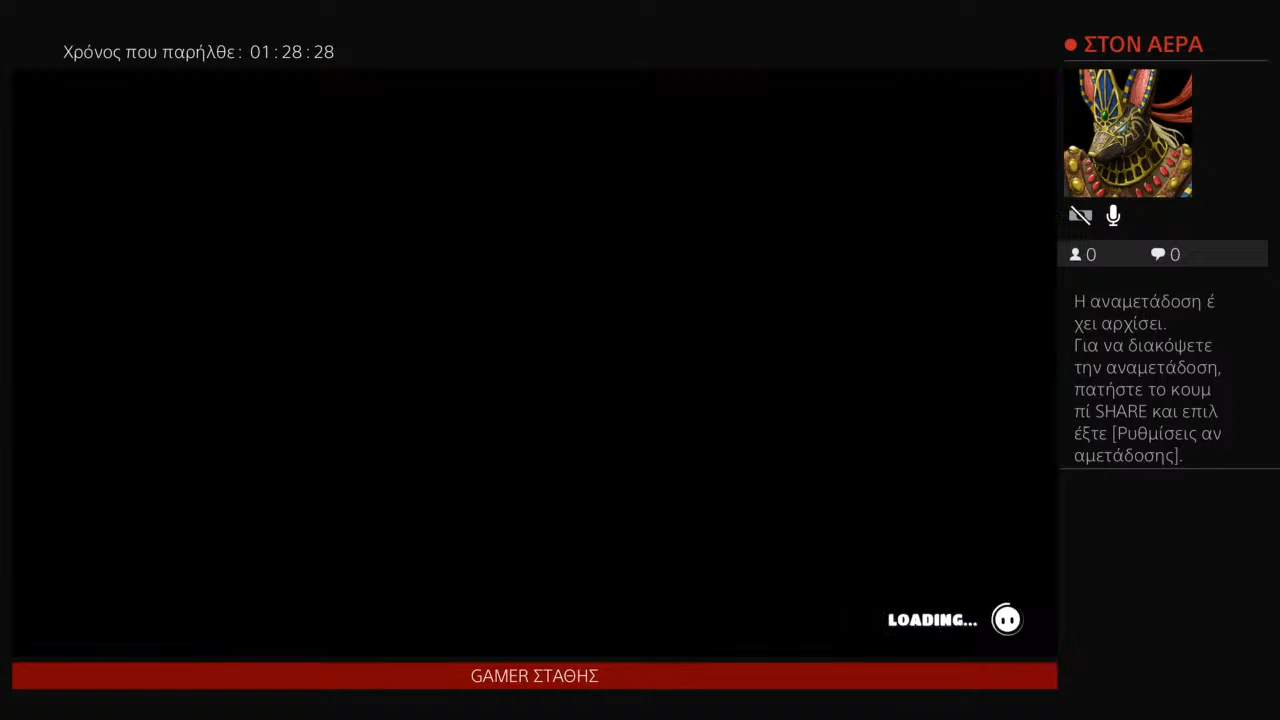 Χρόνος που παρήλθε: 01:28:28
ΣΤΟΝ ΑΕΡΑ
0 0
Η αναμετάδοση έ
χει αρχίσει.
Για να διακόψετε
την αναμετάδοση,
πατήστε το κουμ
πί SHARE και επιλ
έξτε [Ρυθμίσεις αν
αμετάδοσης].
LOADING...
GAMER ΣΤΑΘΗΣ